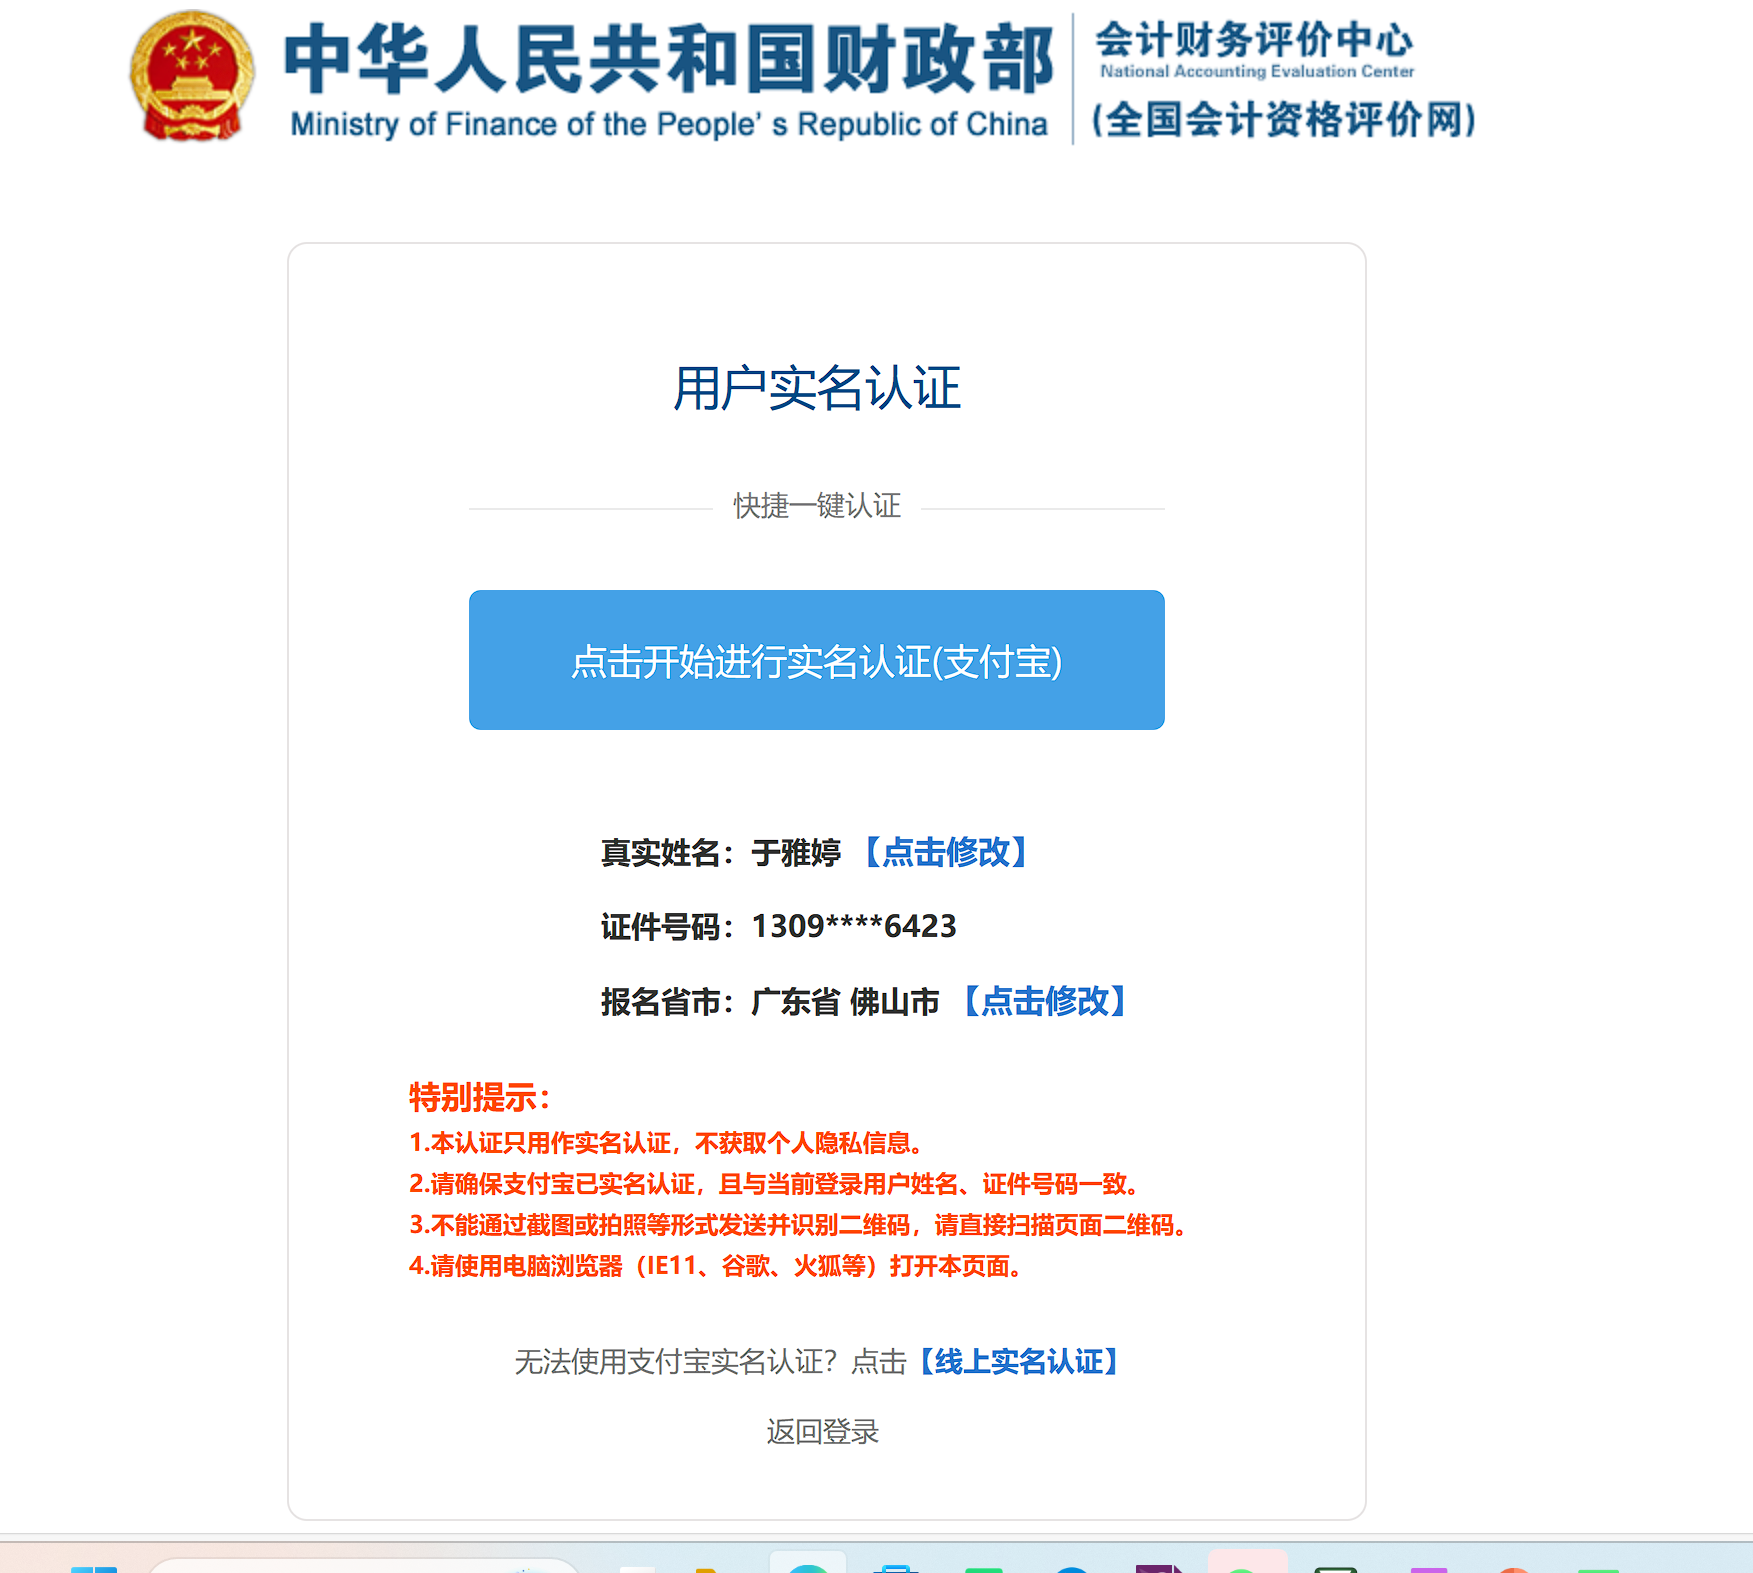 中华人民共和国财政部
Ministry of Finance of the People’ s Republic of China
会计财务评价中心
National Accounting Evaluation Center
(全国会计资格评价网)
用户实名认证
快捷一键认证
点击开始进行实名认证(支付宝)
真实姓名：于雅婷 【点击修改】
证件号码：1309****6423
报名省市：广东省 佛山市 【点击修改】
特别提示：
1.本认证只用作实名认证，不获取个人隐私信息。
2.请确保支付宝已实名认证，且与当前登录用户姓名、证件号码一致。
3.不能通过截图或拍照等形式发送并识别二维码，请直接扫描页面二维码。
4.请使用电脑浏览器（IE11、谷歌、火狐等）打开本页面。
无法使用支付宝实名认证？点击【线上实名认证】
返回登录